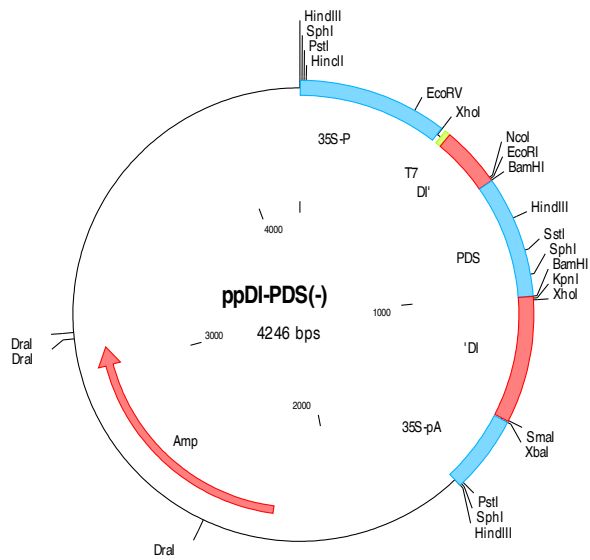 HindIII
SphI
PstI
HincII
EcoRV
XhoI
35S-P
T7
DI'
NcoI
EcoRI
BamHI
HindIII
SstI
SphI
BamHI
KpnI
XhoI
PDS
'DI
35S-pA
SmaI
XbaI
PstI
SphI
HindIII
4000
1000
ppDI-PDS(-)
4246 bps
3000
2000
DraI
DraI
Amp
DraI